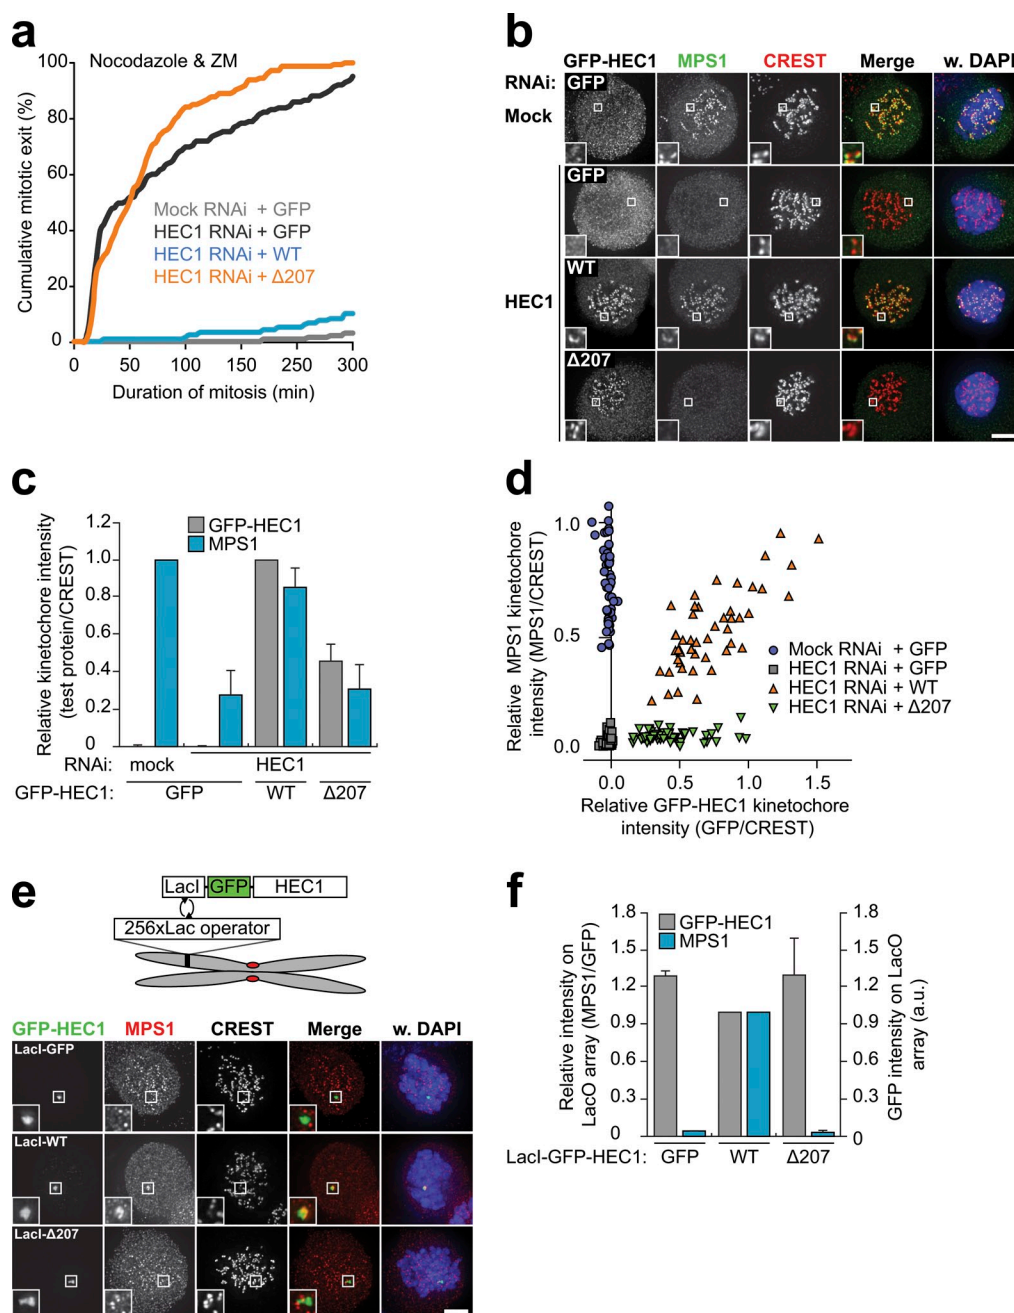 a
Nocodazole & ZM
Cumulative mitotic exit (%)
100
80
60
40
20
0
Mock RNAi + GFP
HEC1 RNAi + GFP
HEC1 RNAi + WT
HEC1 RNAi + Δ207
0 50 100 150 200 250 300
Duration of mitosis (min)
b
GFP-HEC1 MPS1 CREST Merge w. DAPI
RNAi:
Mock
GFP
HEC1
GFP
WT
Δ207
c
Relative kinetochore intensity
(test protein/CREST)
1.2
1.0
0.8
0.6
0.4
0.2
0
GFP-HEC1
MPS1
RNAi: mock HEC1
GFP-HEC1: GFP WT Δ207
d
Relative MPS1 kinetochore
intensity (MPS1/CREST)
1.0
0.5
0.0
Mock RNAi + GFP
HEC1 RNAi + GFP
HEC1 RNAi + WT
HEC1 RNAi + Δ207
0.0 0.5 1.0 1.5
Relative GFP-HEC1 kinetochore
intensity (GFP/CREST)
e
LacI GFP HEC1
256xLac operator
GFP-HEC1 MPS1 CREST Merge w. DAPI
LacI-GFP
LacI-WT
LacI-Δ207
f
Relative intensity on
LacO array (MPS1/GFP)
1.8
1.5
1.2
0.9
0.6
0.3
0
GFP-HEC1
MPS1
1.8
1.5
1.2
0.9
0.6
0.3
0
GFP intensity on LacO
array (a.u.)
LacI-GFP-HEC1: GFP WT Δ207